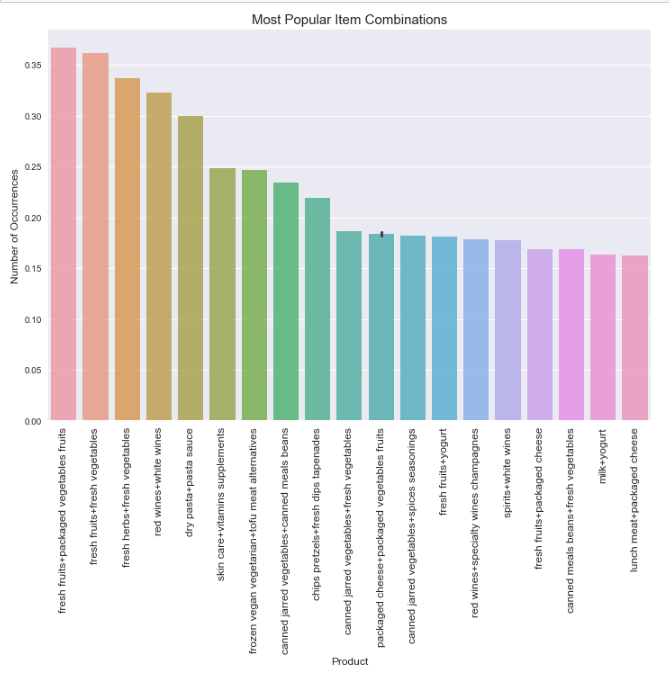 Most Popular Item Combinations
Number of Occurrences
0.35
0.30
0.25
0.20
0.15
0.10
0.05
0.00
fresh fruits+packaged vegetables fruits
fresh fruits+fresh vegetables
fresh herbs+fresh vegetables
red wines+white wines
dry pasta+pasta sauce
skin care+vitamins supplements
frozen vegan vegetarian+tofu meat alternatives
canned jarred vegetables+canned meals beans
chips pretzels+fresh dips tapenades
canned jarred vegetables+fresh vegetables
packaged cheese+packaged vegetables fruits
canned jarred vegetables+spices seasonings
fresh fruits+yogurt
red wines+specialty wines champagnes
spirits+white wines
fresh fruits+packaged cheese
canned meals beans+fresh vegetables
milk+yogurt
lunch meat+packaged cheese
Product